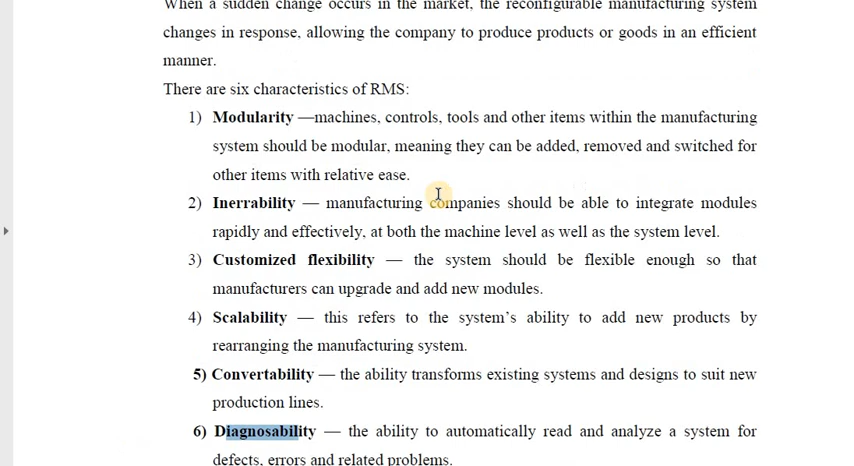 When a sudden change occurs in the market, the reconfigurable manufacturing system
changes in response, allowing the company to produce products or goods in an efficient
manner.
There are six characteristics of RMS:
1) Modularity —machines, controls, tools and other items within the manufacturing
system should be modular, meaning they can be added, removed and switched for
other items with relative ease.
2) Inerrability — manufacturing companies should be able to integrate modules
rapidly and effectively, at both the machine level as well as the system level.
3) Customized flexibility — the system should be flexible enough so that
manufacturers can upgrade and add new modules.
4) Scalability — this refers to the system's ability to add new products by
rearranging the manufacturing system.
5) Convertability — the ability transforms existing systems and designs to suit new
production lines.
6) Diagnosability — the ability to automatically read and analyze a system for
defects, errors and related problems.